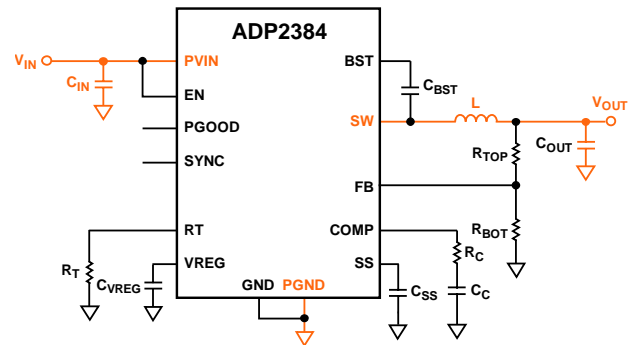 ADP2384
VIN
CIN
PVIN
EN
PGOOD
SYNC
RT
VREG
RT
CVREG
GND
PGND
BST
CBST
SW
L
VOUT
COUT
RTOP
FB
RBOT
COMP
RC
SS
CSS
CC